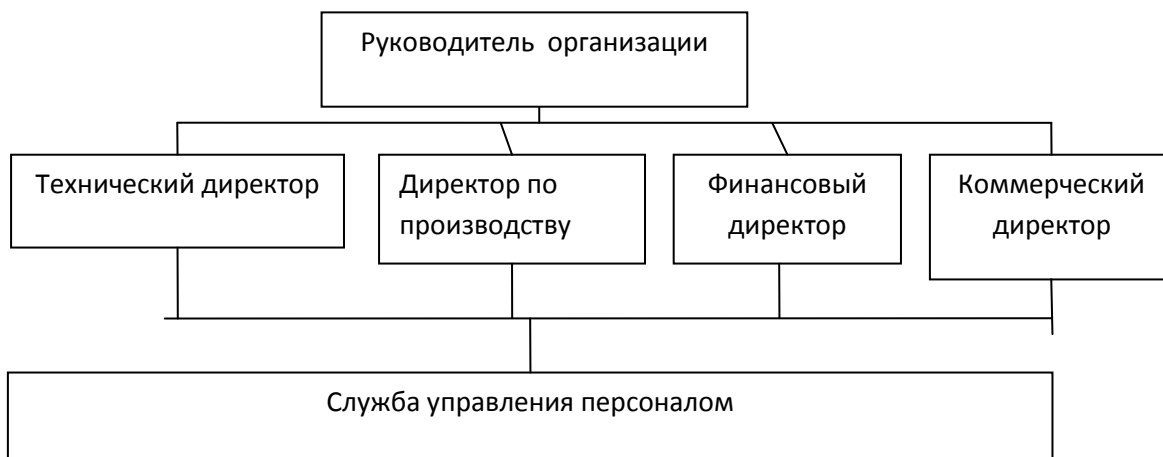 Руководитель организации
Технический директор
Директор по
производству
Финансовый
директор
Коммерческий
директор
Служба управления персоналом